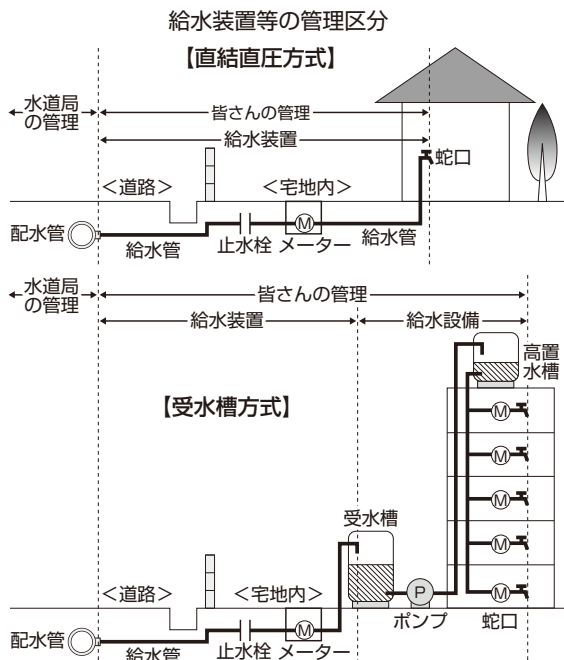 給水装置等の管理区分
【直結直圧方式】
水道局
の管理
皆さんの管理
給水装置
蛇口
＜道路＞
＜宅地内＞
M
配水管
給水管
止水栓
メーター
給水管
水道局
の管理
皆さんの管理
給水装置
給水設備
高置
水槽
【受水槽方式】
M
M
M
M
M
受水槽
P
＜道路＞
＜宅地内＞
ポンプ
蛇口
M
配水管
給水管
止水栓
メーター